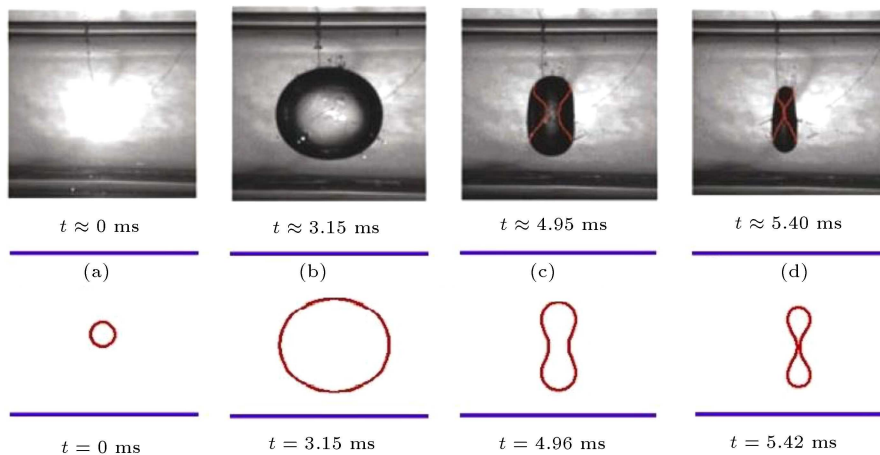 t ≈ 0 ms
t ≈ 3.15 ms
t ≈ 4.95 ms
t ≈ 5.40 ms
(a)
(b)
(c)
(d)
t = 0 ms
t = 3.15 ms
t = 4.96 ms
t = 5.42 ms